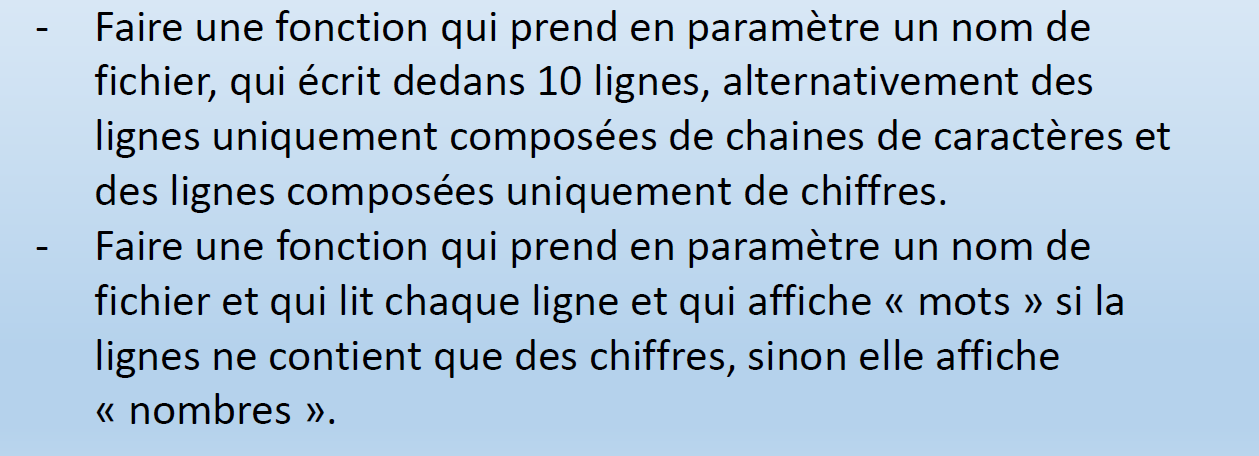 - Faire une fonction qui prend en paramètre un nom de
fichier, qui écrit dedans 10 lignes, alternativement des
lignes uniquement composées de chaines de caractères et
des lignes composées uniquement de chiffres.
- Faire une fonction qui prend en paramètre un nom de
fichier et qui lit chaque ligne et qui affiche « mots » si la
lignes ne contient que des chiffres, sinon elle affiche
« nombres ».